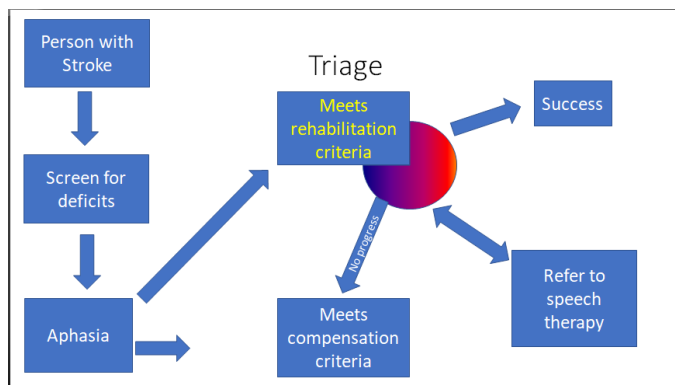 Person with
Stroke
Screen for
deficits
Aphasia
Triage
Meets
rehabilitation
criteria
No progress
Meets
compensation
criteria
Success
Refer to
speech
therapy